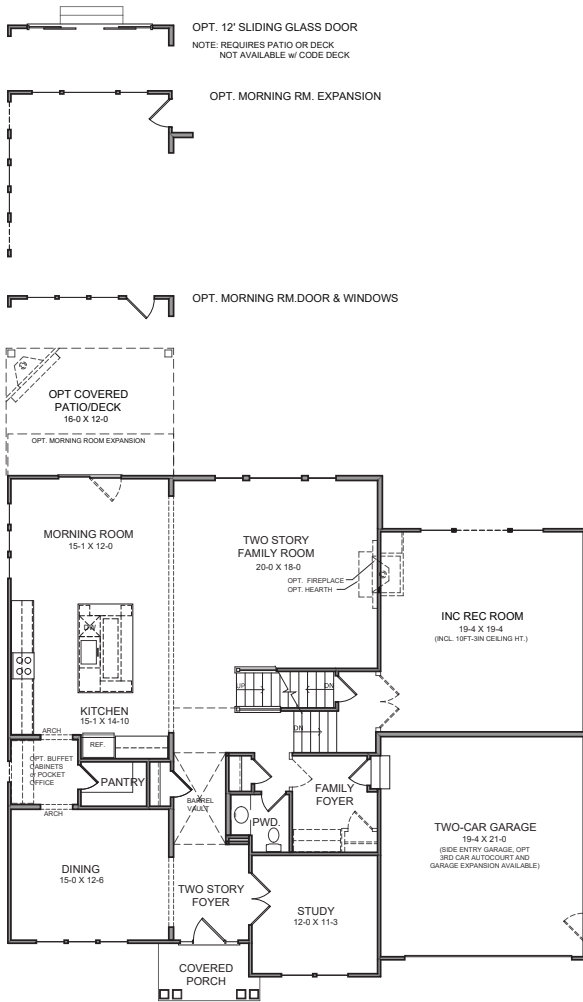 OPT. 12' SLIDING GLASS DOOR
NOTE: REQUIRES PATIO OR DECK
NOT AVAILABLE w/ CODE DECK
OPT. MORNING RM. EXPANSION
OPT. MORNING RM.DOOR & WINDOWS
OPT COVERED
PATIO/DECK
16-0 X 12-0
OPT. MORNING ROOM EXPANSION
MORNING ROOM
15-1 X 12-0
TWO STORY
FAMILY ROOM
20-0 X 18-0
OPT. FIREPLACE
OPT. HEARTH
INC REC ROOM
19-4 X 19-4
(INCL. 10FT-3IN CEILING HT.)
DW
KITCHEN
15-1 X 14-10
UP
DN
DN
ARCH
REF.
OPT. BUFFET
CABINETS
or POCKET
OFFICE
PANTRY
ARCH
BARREL
VAULT
PWD.
FAMILY
FOYER
TWO-CAR GARAGE
19-4 X 21-0
(SIDE ENTRY GARAGE, OPT
3RD CAR AUTOCOURT AND
GARAGE EXPANSION AVAILABLE)
DINING
15-0 X 12-6
TWO STORY
FOYER
STUDY
12-0 X 11-3
COVERED
PORCH